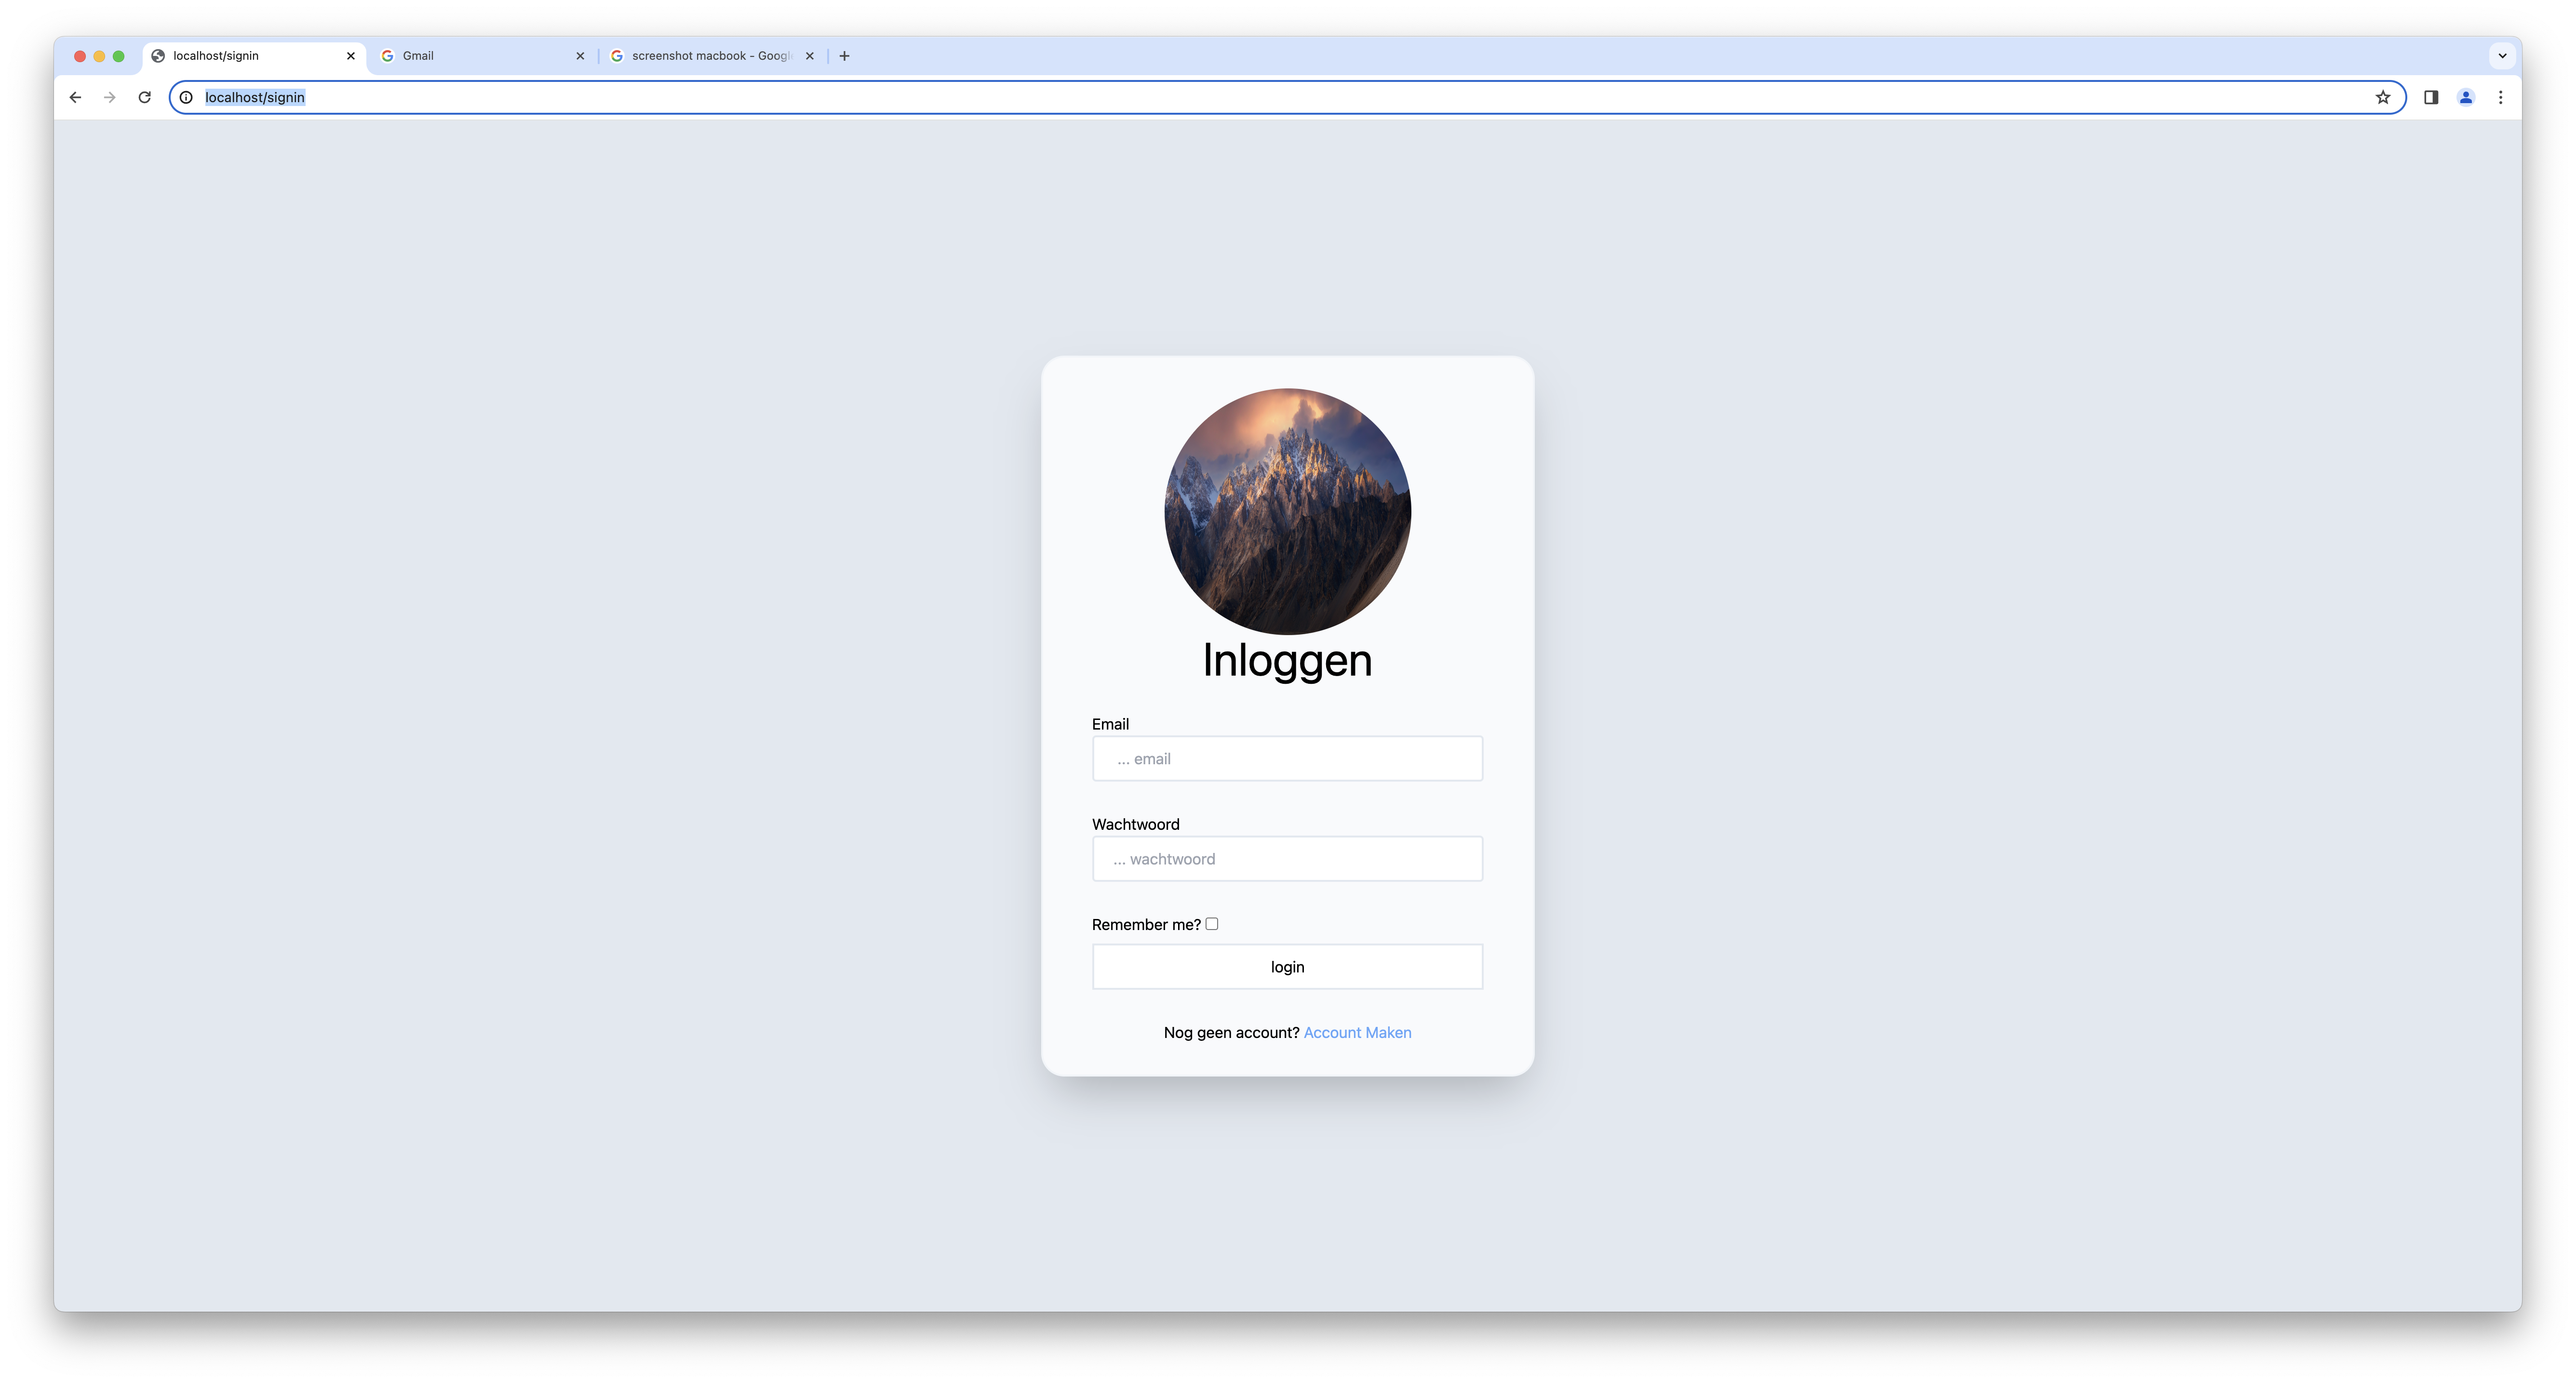 localhost/signin
Gmail
screenshot macbook - Googl
localhost/signin
Inloggen
Email
... email
Wachtwoord
... wachtwoord
Remember me?
login
Nog geen account? Account Maken